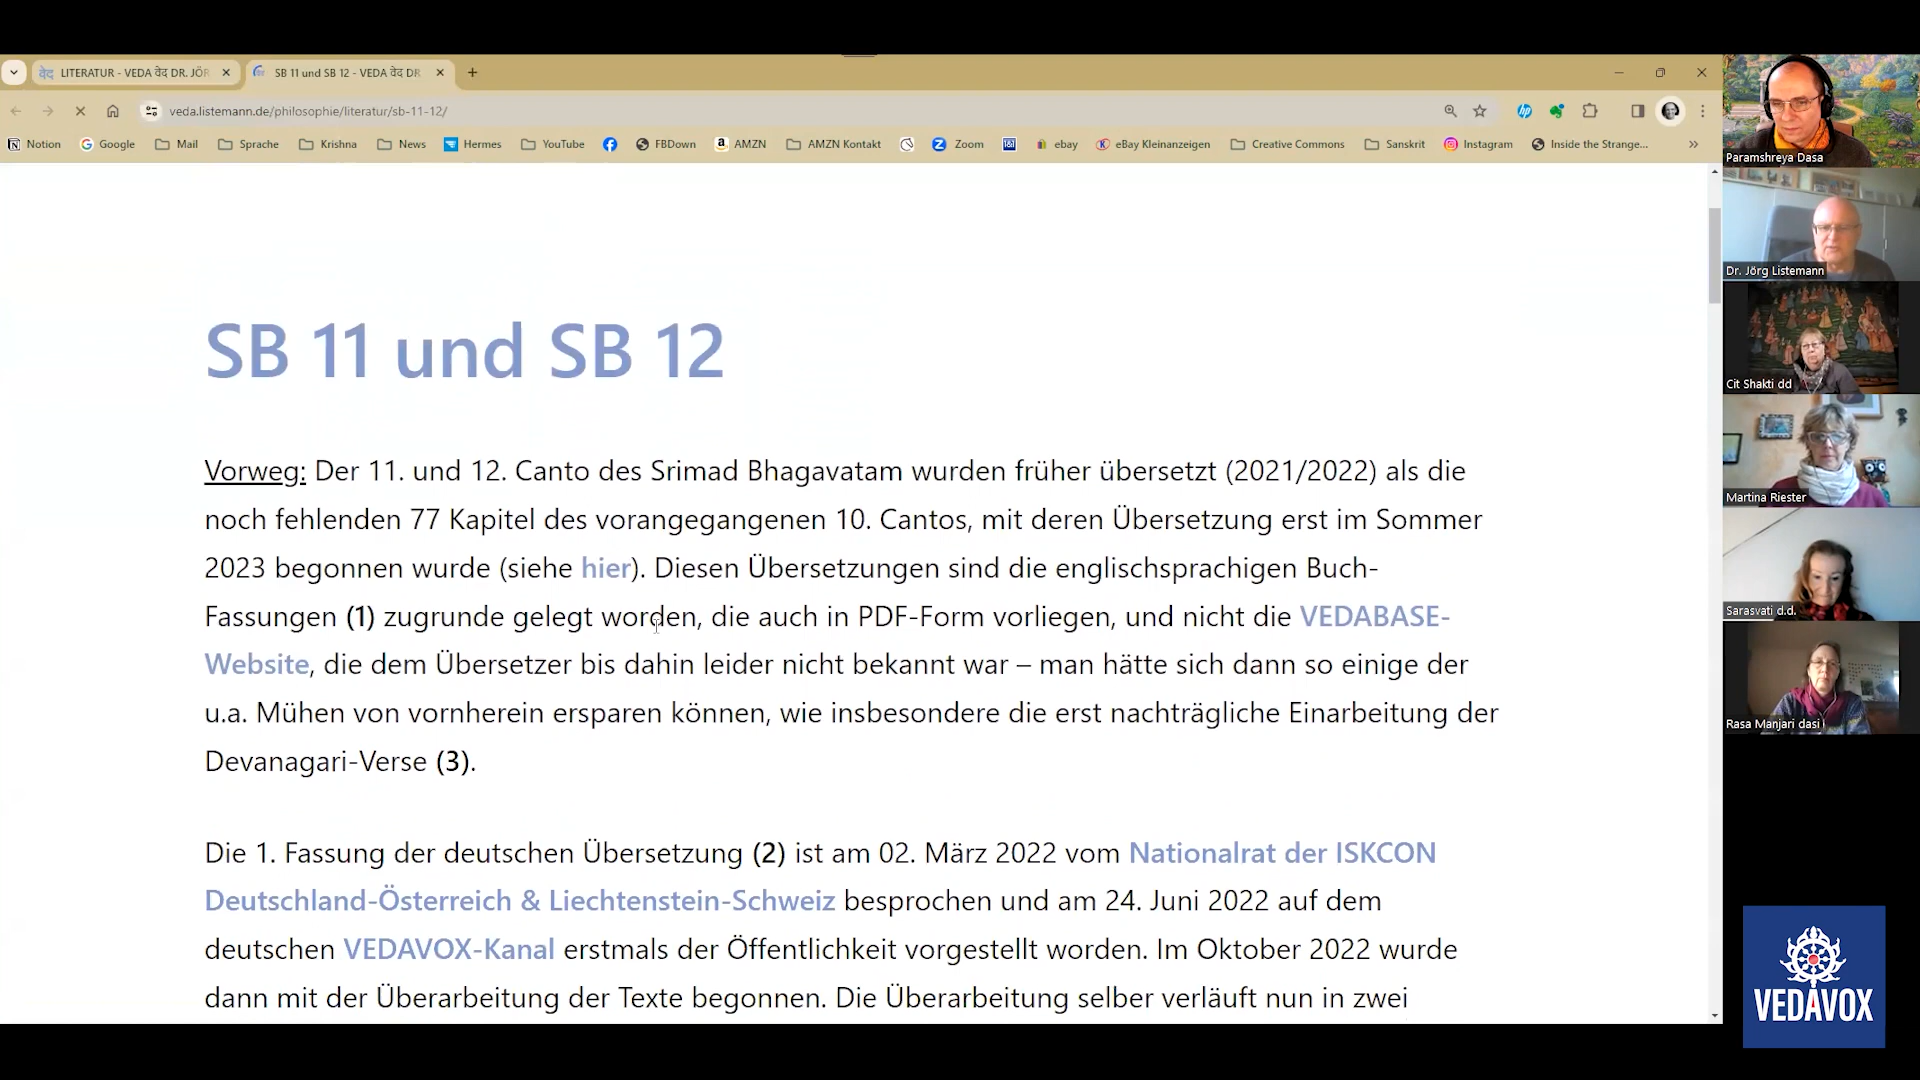 वेद LITERATUR - VEDA वेद DR. JÖR
SB 11 und SB 12 - VEDA वेद DR
veda.listemann.de/philosophie/literatur/sb-11-12/
Notion Google Mail Sprache Krishna News Hermes YouTube FBDown AMZN AMZN Kontakt Zoom 1&1 ebay eBay Kleinanzeigen Creative Commons Sanskrit Instagram Inside the Strange...
SB 11 und SB 12
Vorweg: Der 11. und 12. Canto des Srimad Bhagavatam wurden früher übersetzt (2021/2022) als die
noch fehlenden 77 Kapitel des vorangegangenen 10. Cantos, mit deren Übersetzung erst im Sommer
2023 begonnen wurde (siehe hier). Diesen Übersetzungen sind die englischsprachigen Buch-
Fassungen (1) zugrunde gelegt worden, die auch in PDF-Form vorliegen, und nicht die VEDABASE-
Website, die dem Übersetzer bis dahin leider nicht bekannt war – man hätte sich dann so einige der
u.a. Mühen von vornherein ersparen können, wie insbesondere die erst nachträgliche Einarbeitung der
Devanagari-Verse (3).
Die 1. Fassung der deutschen Übersetzung (2) ist am 02. März 2022 vom Nationalrat der ISKCON
Deutschland-Österreich & Liechtenstein-Schweiz besprochen und am 24. Juni 2022 auf dem
deutschen VEDAVOX-Kanal erstmals der Öffentlichkeit vorgestellt worden. Im Oktober 2022 wurde
dann mit der Überarbeitung der Texte begonnen. Die Überarbeitung selber verläuft nun in zwei
Paramshreya Dasa
Dr. Jörg Listemann
Cit Shakti dd
Martina Riester
Sarasvati d.d.
Rasa Manjari dasi
VEDAVOX